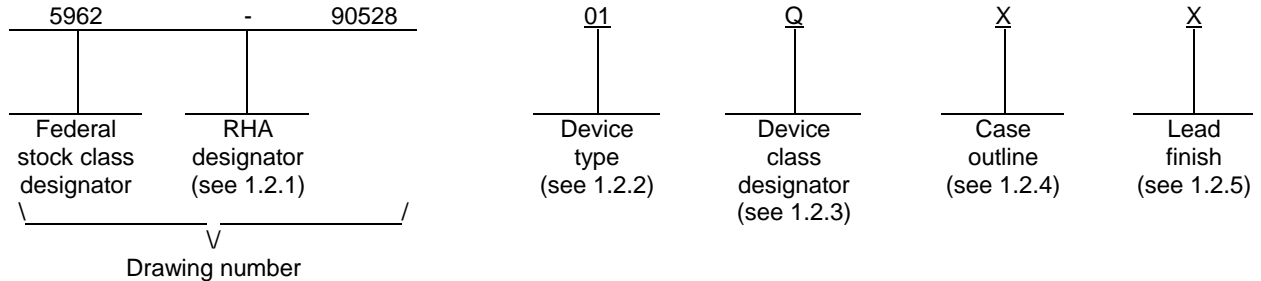 5962 - 90528 01 Q X X
Federal stock class designator
RHA designator (see 1.2.1)
Device type (see 1.2.2)
Device class designator (see 1.2.3)
Case outline (see 1.2.4)
Lead finish (see 1.2.5)
Drawing number